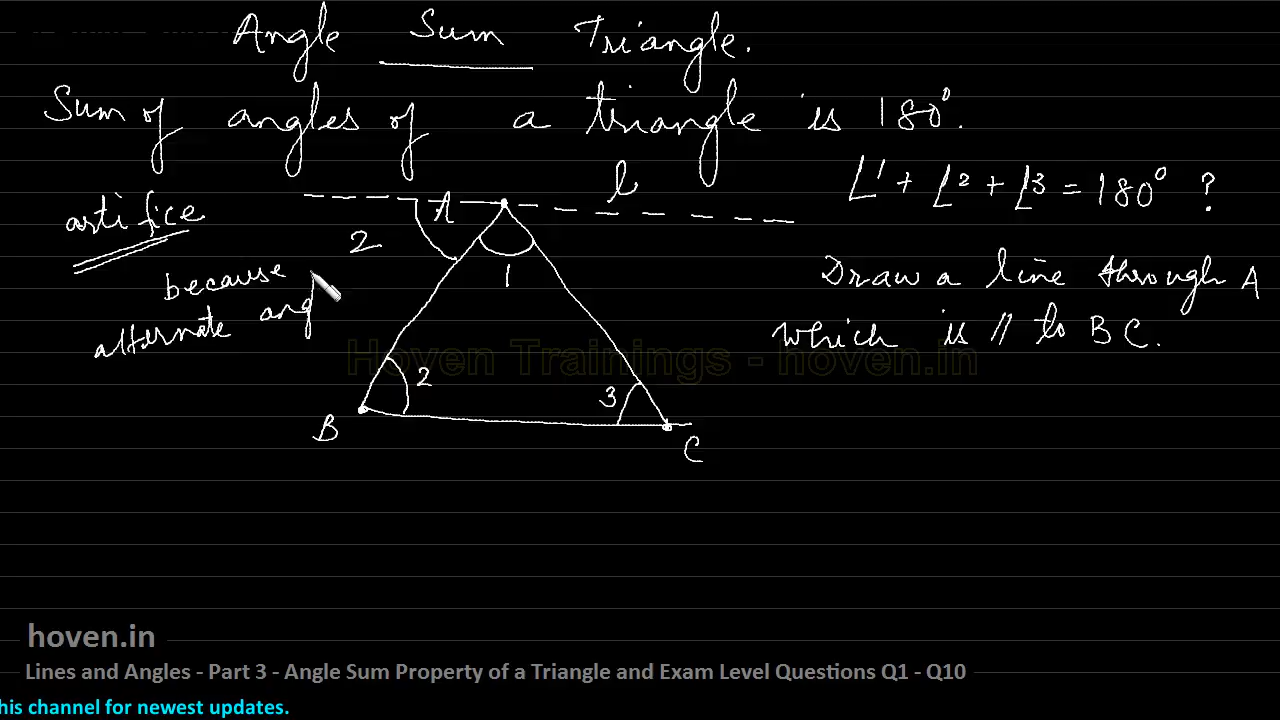 Angle Sum Triangle.
Sum of angles of a triangle is 180°.
∠1 + ∠2 + ∠3 = 180° ?
artifice
A
l
2
1
because
alternate ang
Draw a line through A
which is // to BC.
Hoven Trainings - hoven.in
2
3
B
C
hoven.in
Lines and Angles - Part 3 - Angle Sum Property of a Triangle and Exam Level Questions Q1 - Q10
his channel for newest updates.